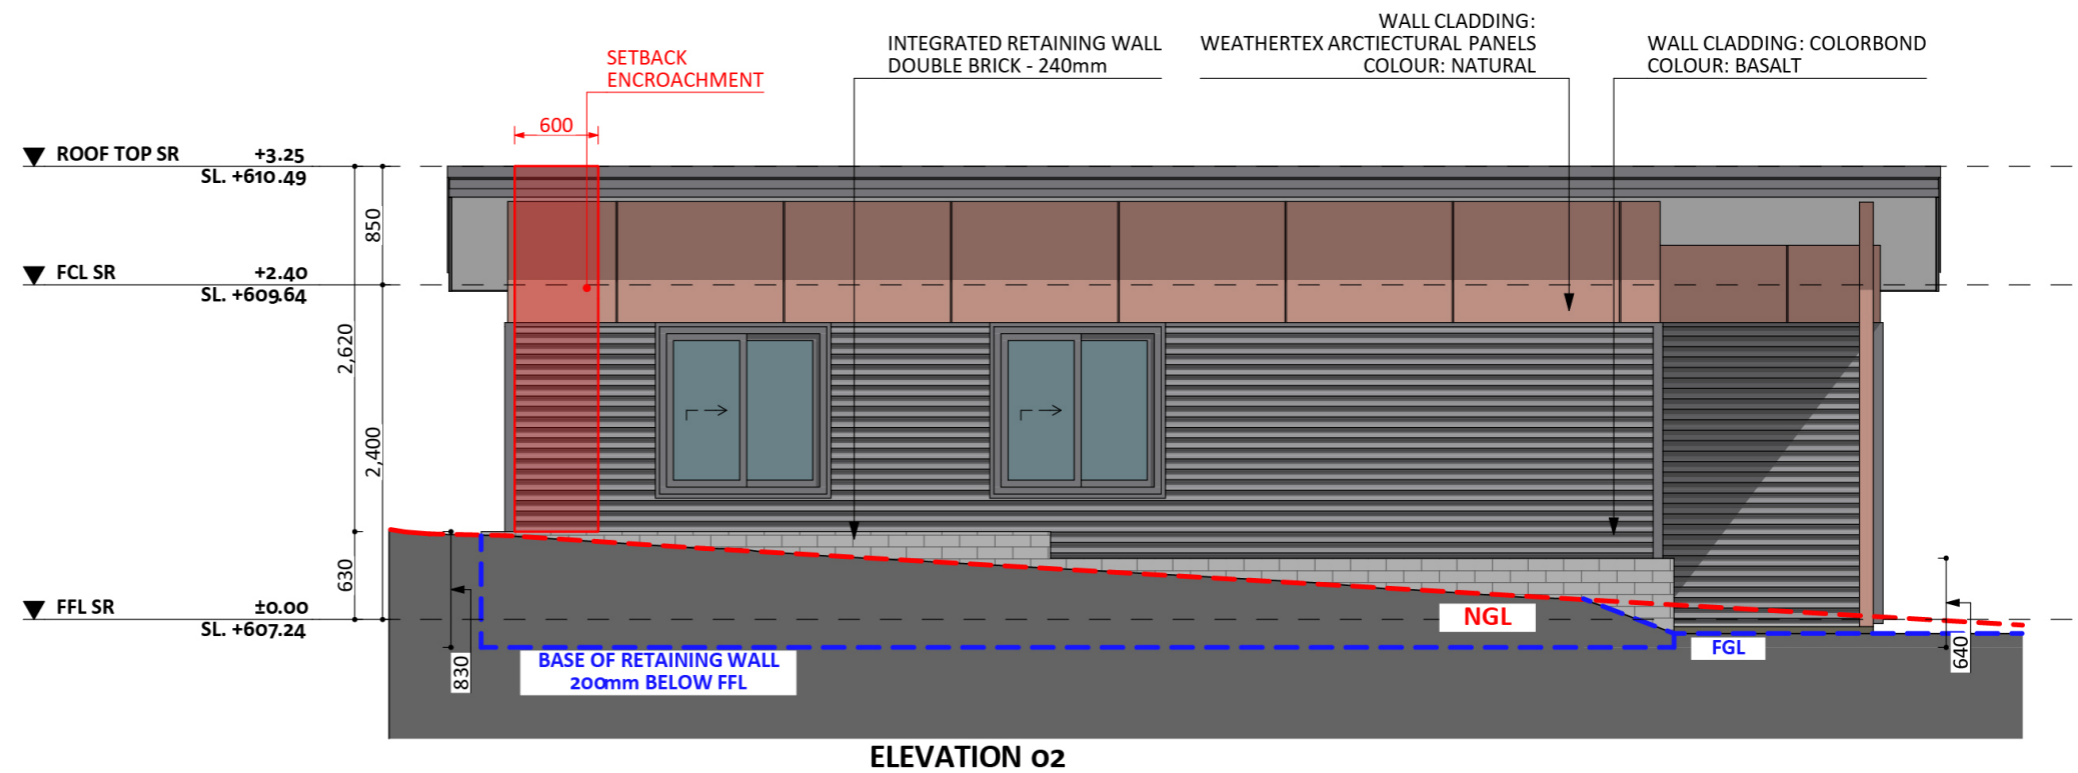 WALL CLADDING:
INTEGRATED RETAINING WALL
WEATHERTEX ARCTIECTURAL PANELS
WALL CLADDING: COLORBOND
SETBACK
DOUBLE BRICK - 240mm
COLOUR: NATURAL
COLOUR: BASALT
ENCROACHMENT
600
ROOF TOP SR +3.25
SL. +610.49
850
FCL SR +2.40
SL. +609.64
2,620
2,400
630
FFL SR ±0.00
SL. +607.24
NGL
FGL
BASE OF RETAINING WALL
200mm BELOW FFL
830
640
ELEVATION 02